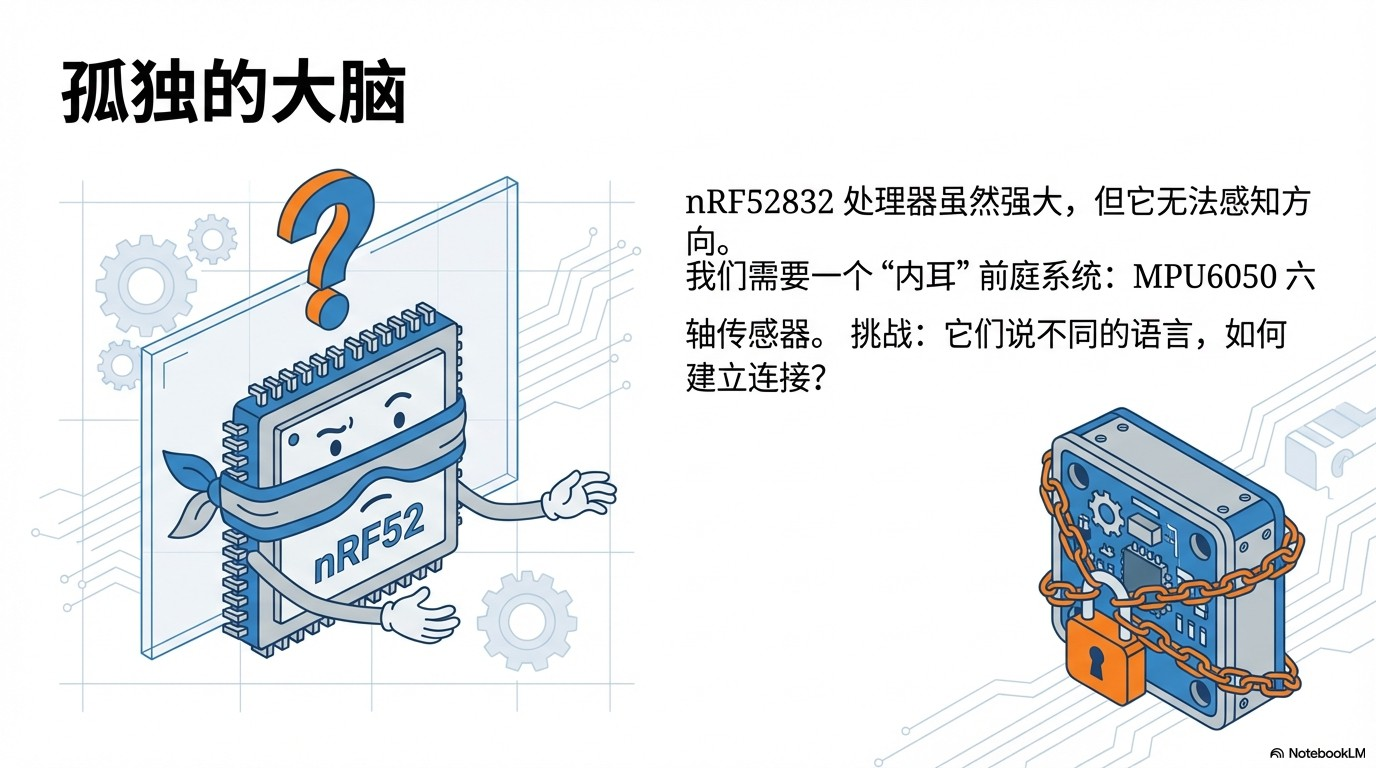 孤独的大脑
nRF52832 处理器虽然强大，但它无法感知方
向。
我们需要一个 “内耳” 前庭系统：MPU6050 六
轴传感器。 挑战：它们说不同的语言，如何
建立连接？
nRF52
NotebookLM